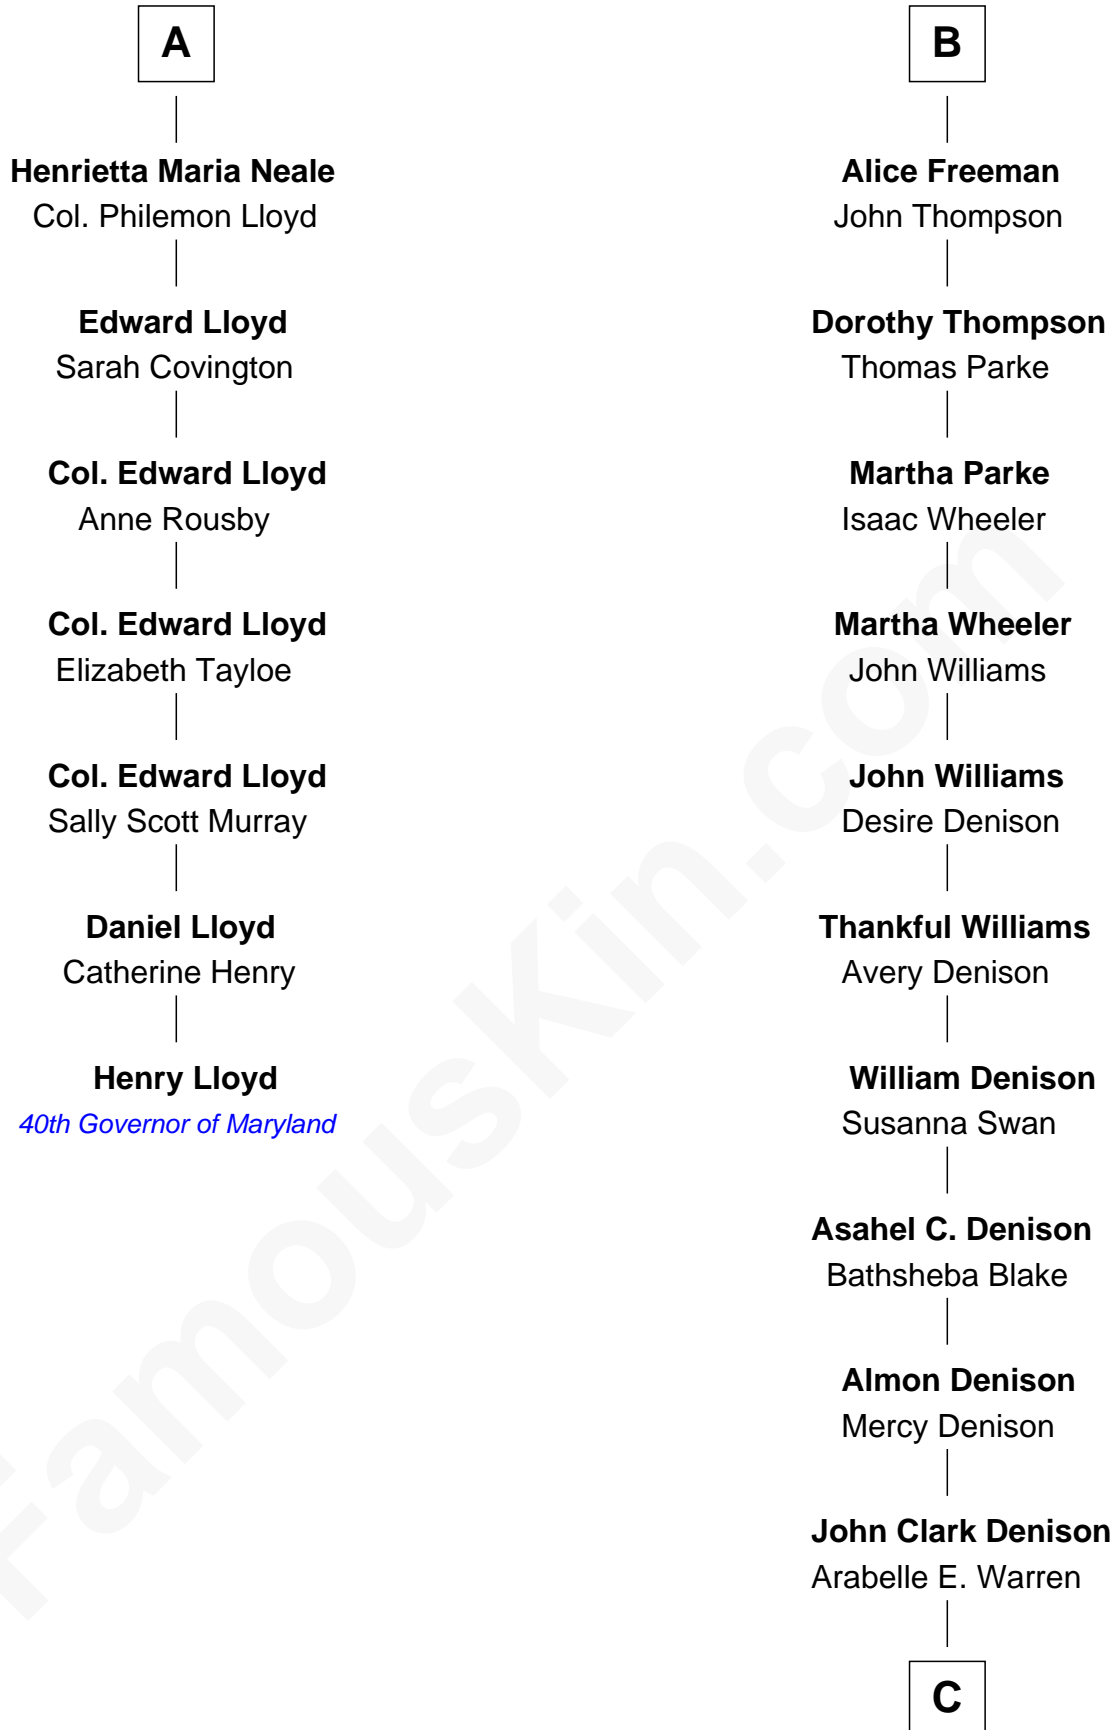 A
Henrietta Maria Neale
Col. Philemon Lloyd
Edward Lloyd
Sarah Covington
Col. Edward Lloyd
Anne Rousby
Col. Edward Lloyd
Elizabeth Tayloe
Col. Edward Lloyd
Sally Scott Murray
Daniel Lloyd
Catherine Henry
Henry Lloyd
40th Governor of Maryland
B
Alice Freeman
John Thompson
Dorothy Thompson
Thomas Parke
Martha Parke
Isaac Wheeler
Martha Wheeler
John Williams
John Williams
Desire Denison
Thankful Williams
Avery Denison
William Denison
Susanna Swan
Asahel C. Denison
Bathsheba Blake
Almon Denison
Mercy Denison
John Clark Denison
Arabelle E. Warren
C
FamousKin.com